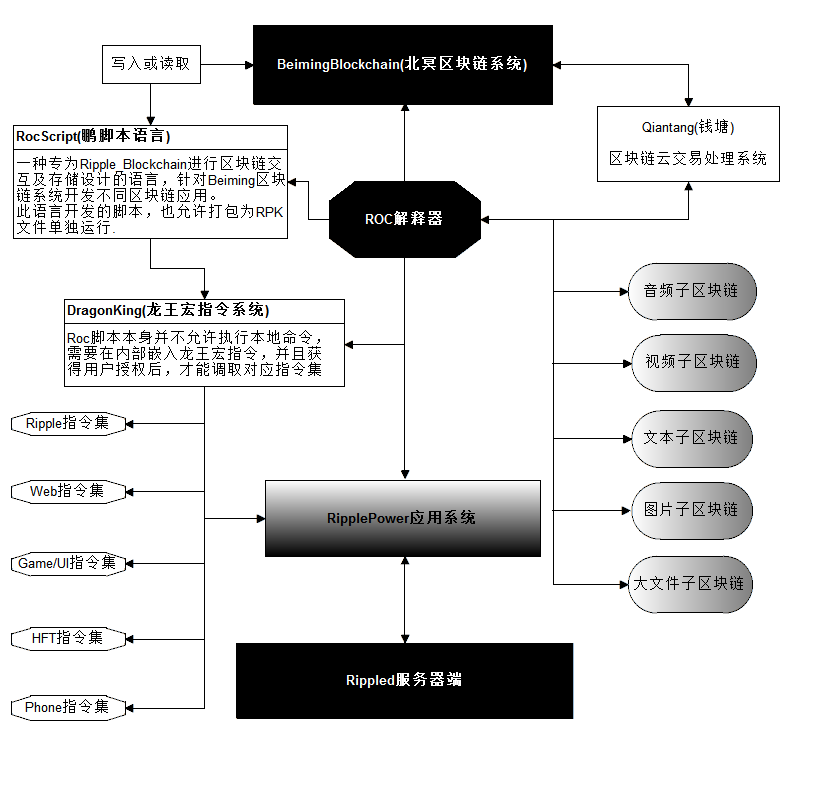 写入或读取
BeimingBlockchain(北冥区块链系统)
Qiantang(钱塘)
区块链云交易处理系统
RocScript(鹏脚本语言)
一种专为Ripple_Blockchain进行区块链交
互及存储设计的语言，针对Beiming区块
链系统开发不同区块链应用。
此语言开发的脚本，也允许打包为RPK
文件单独运行.
ROC解释器
DragonKing(龙王宏指令系统)
Roc脚本本身并不允许执行本地命令，
需要在内部嵌入龙王宏指令，并且获
得用户授权后，才能调取对应指令集
音频子区块链
视频子区块链
文本子区块链
图片子区块链
大文件子区块链
Ripple指令集
Web指令集
Game/UI指令集
HFT指令集
Phone指令集
RipplePower应用系统
Rippled服务器端